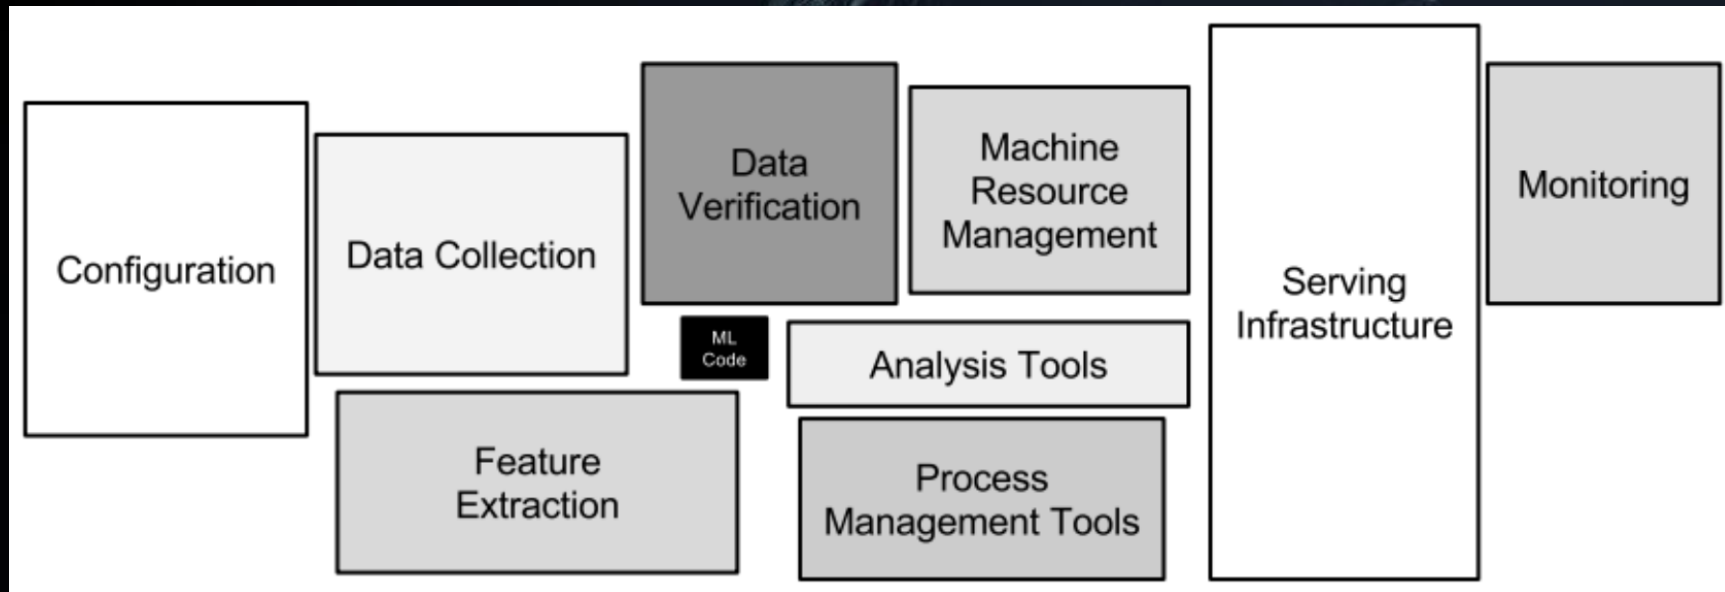 Configuration
Data Collection
Feature
Extraction
Data
Verification
ML
Code
Machine
Resource
Management
Analysis Tools
Process
Management Tools
Serving
Infrastructure
Monitoring